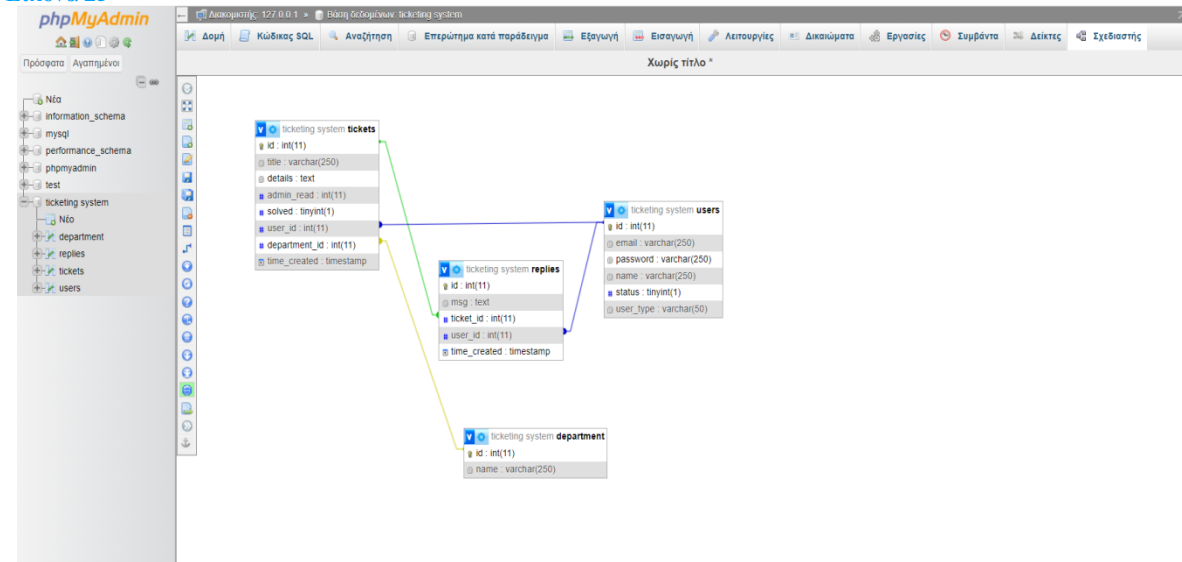 phpMyAdmin
Πρόσφατα Αγαπημένοι
Νέα
information_schema
mysql
performance_schema
phpmyadmin
test
ticketing system
Νέο
department
replies
tickets
users
Διακομιστής: 127.0.0.1 » Βάση δεδομένων: ticketing system
Δομή Κώδικας SQL Αναζήτηση Επερώτημα κατά παράδειγμα Εξαγωγή Εισαγωγή Λειτουργίες Δικαιώματα Εργασίες Συμβάντα Δείκτες Σχεδιαστής
Χωρίς τίτλο *
ticketing system tickets
id : int(11)
title : varchar(250)
details : text
admin_read : int(11)
solved : tinyint(1)
user_id : int(11)
department_id : int(11)
time_created : timestamp
ticketing system users
id : int(11)
email : varchar(250)
password : varchar(250)
name : varchar(250)
status : tinyint(1)
user_type : varchar(50)
ticketing system replies
id : int(11)
msg : text
ticket_id : int(11)
user_id : int(11)
time_created : timestamp
ticketing system department
id : int(11)
name : varchar(250)